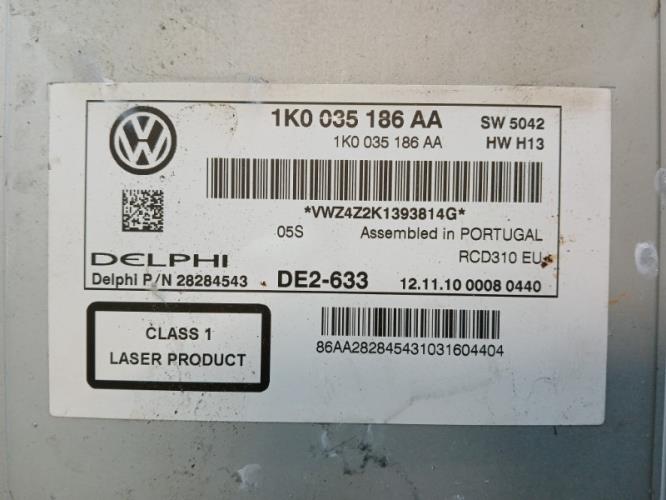 1K0 035 186 AA SW 5042
1K0 035 186 AA HW H13
*VWZ4Z2K1393814G*
05S Assembled in PORTUGAL
DELPHI RCD310 EU+
Delphi P/N 28284543 DE2-633 12.11.10 0008 0440
CLASS 1
LASER PRODUCT
86AA282845431031604404